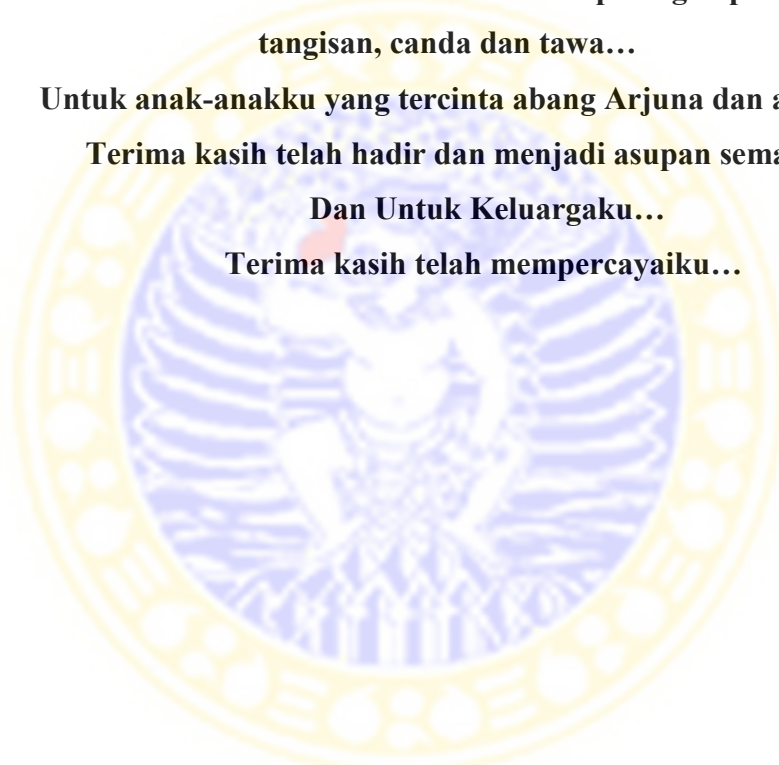 tangisan, canda dan tawa…
Untuk anak-anakku yang tercinta abang Arjuna dan
Terima kasih telah hadir dan menjadi asupan
Dan Untuk Keluargaku…
Terima kasih telah mempercayaiku…